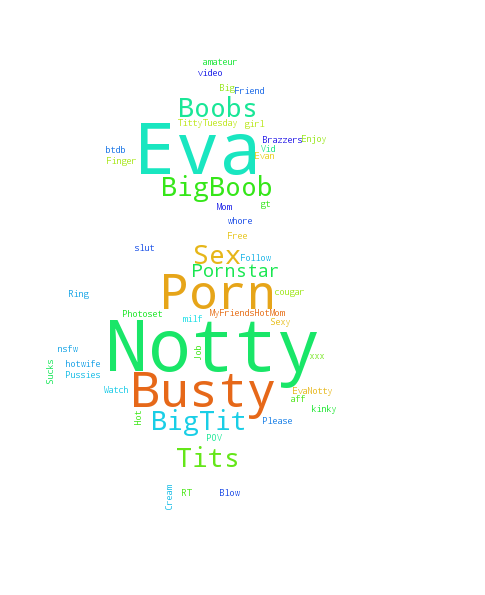 amateur
video
Big
Friend
Boobs
TittyTuesday girl
Eva
Brazzers Enjoy
btdb
Vid
Finger
Evan
BigBoob
Mom
gt
whore
Free
slut
Sex
Follow
Pornstar
Porn
Ring
cougar
Photoset
MyFriendsHotMom
milf
Sexy
Notty
nsfw
Job
xxx
hotwife
Sucks
Pussies
Busty
Watch
EvaNotty
aff
kinky
Hot
BigTit
Please
POV
Tits
Cream
RT
Blow